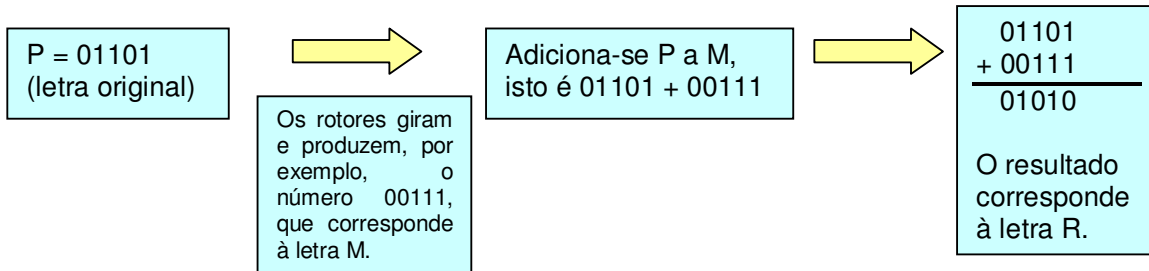 P = 01101
(letra original)
Os rotores giram
e produzem, por
exemplo, o
número 00111,
que corresponde
à letra M.
Adiciona-se P a M,
isto é 01101 + 00111
01101
+ 00111
01010
O resultado
corresponde
à letra R.